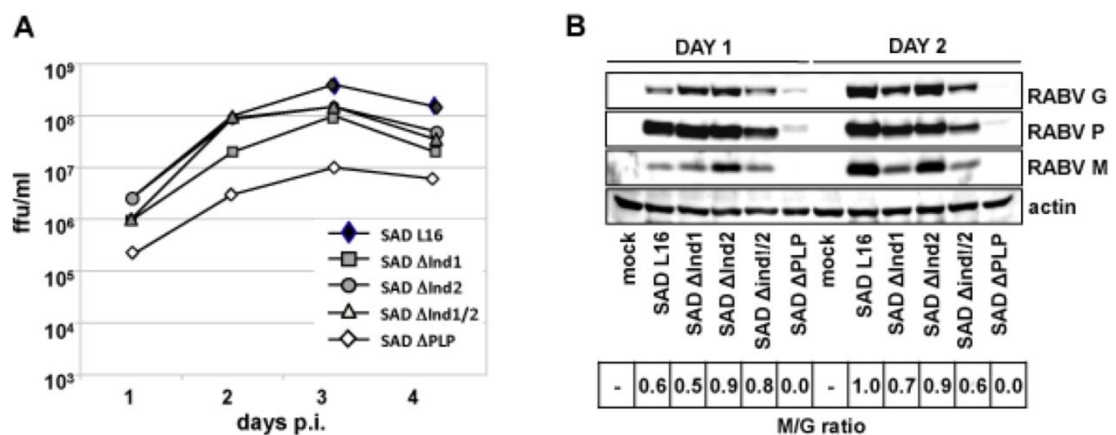 A
10⁹
10⁸
10⁷
10⁶
10⁵
10⁴
10³
ffu/ml
1 2 3 4
days p.i.
SAD L16
SAD ΔInd1
SAD ΔInd2
SAD ΔInd1/2
SAD ΔPLP
B
DAY 1 DAY 2
RABV G
RABV P
RABV M
actin
mock
SAD L16
SAD ΔInd1
SAD ΔInd2
SAD Δind!/2
SAD ΔPLP
mock
SAD L16
SAD ΔInd1
SAD ΔInd2
SAD Δind!/2
SAD ΔPLP
- 0.6 0.5 0.9 0.8 0.0 - 1.0 0.7 0.9 0.6 0.0
M/G ratio